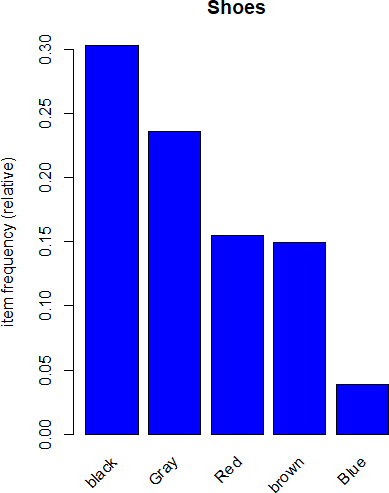 Shoes
item frequency (relative)
0.30
0.25
0.20
0.15
0.10
0.05
0.00
black
Gray
Red
brown
Blue